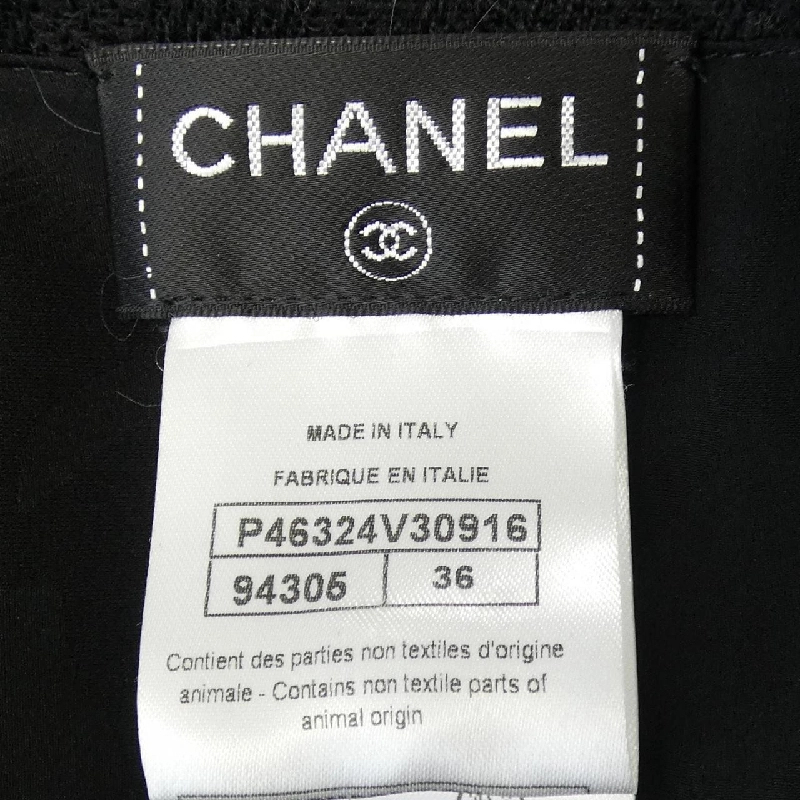 CHANEL
MADE IN ITALY
FABRIQUE EN ITALIE
P46324V30916
94305 36
Contient des parties non textiles d'origine
animale - Contains non textile parts of
animal origin